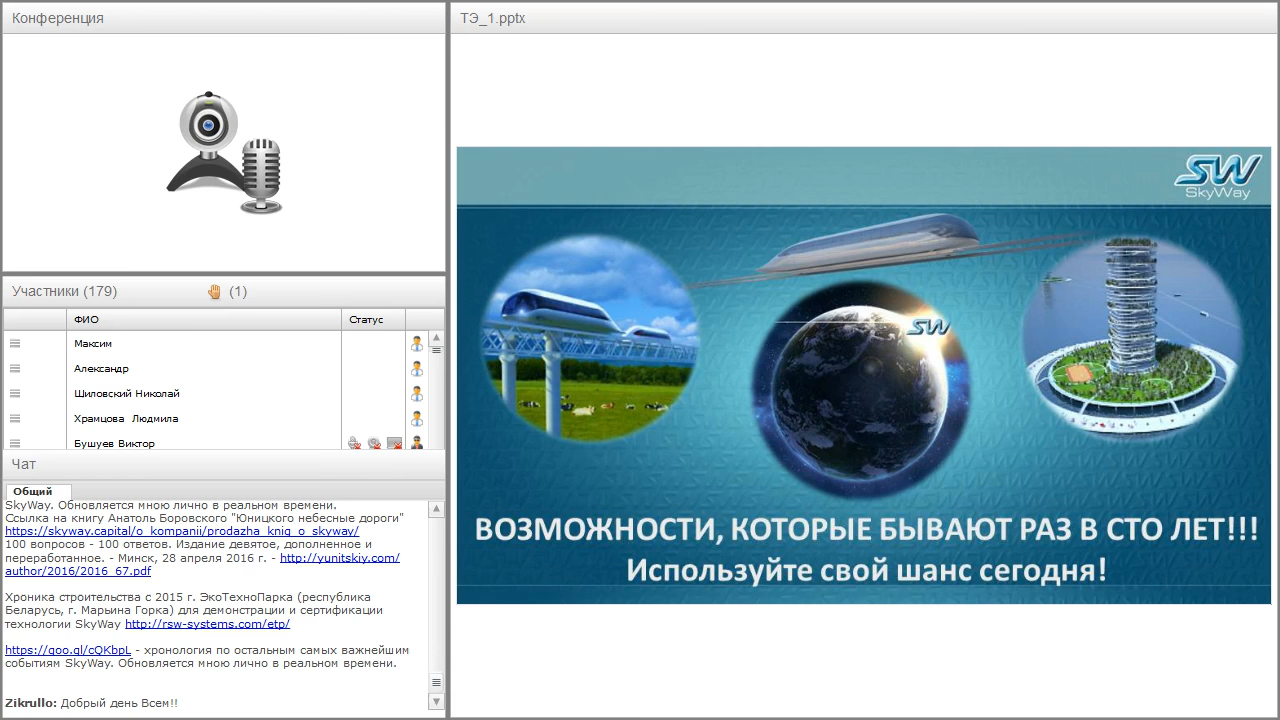 Конференция
Участники (179)
(1)
ФИО
Статус
Максим
Александр
Шиловский Николай
Храмцова Людмила
Бушуев Виктор
Чат
Общий
SkyWay. Обновляется мною лично в реальном времени.
Ссылка на книгу Анатоль Боровского "Юницкого небесные дороги"
https://skyway.capital/o_kompanii/prodazha_knig_o_skyway/
100 вопросов - 100 ответов. Издание девятое, дополненное и
переработанное. - Минск, 28 апреля 2016 г. - http://yunitskiy.com/
author/2016/2016_67.pdf
Хроника строительства с 2015 г. ЭкоТехноПарка (республика
Беларусь, г. Марьина Горка) для демонстрации и сертификации
технологии SkyWay http://rsw-systems.com/etp/
https://goo.gl/cQKbpL - хронология по остальным самых важнейшим
событиям SkyWay. Обновляется мною лично в реальном времени.
Zikrullo: Добрый день Всем!!
ТЭ_1.pptx
SW
SkyWay
SW
ВОЗМОЖНОСТИ, КОТОРЫЕ БЫВАЮТ РАЗ В СТО ЛЕТ!!!
Используйте свой шанс сегодня!